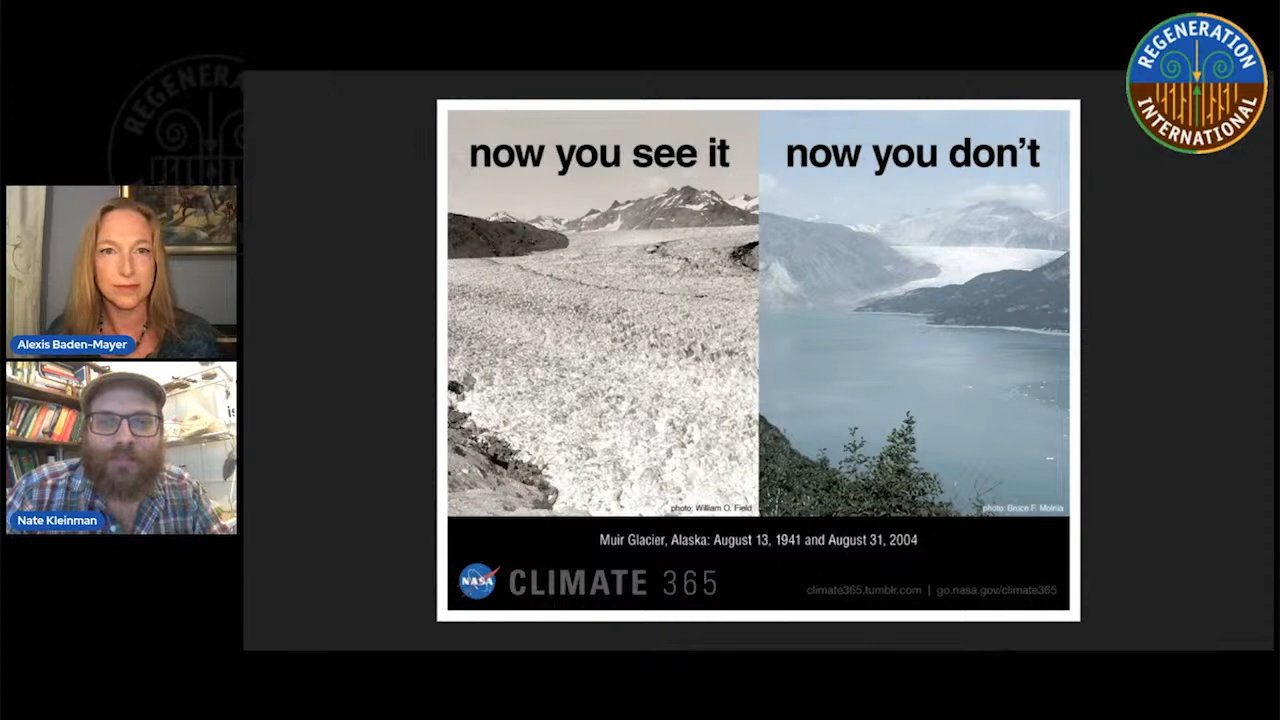 REGENERATION
INTERNATIONAL
REGENERA
now you see it
now you don't
photo: William O. Field
photo: Bruce F. Molnia
Muir Glacier, Alaska: August 13, 1941 and August 31, 2004
NASA
CLIMATE 365
climate365.tumblr.com | go.nasa.gov/climate365
Alexis Baden-Mayer
Nate Kleinman